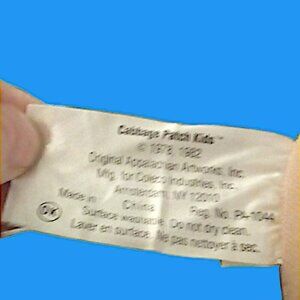 Cabbage Patch Kids™
© 1978, 1982
Original Appalachian Artworks, Inc.
Mfg. for Coleco Industries, Inc.
Amsterdam, NY 12010
Made in China Reg. No. PA-1044
OK Surface washable. Do not dry clean.
Laver en surface. Ne pas nettoyer à sec.